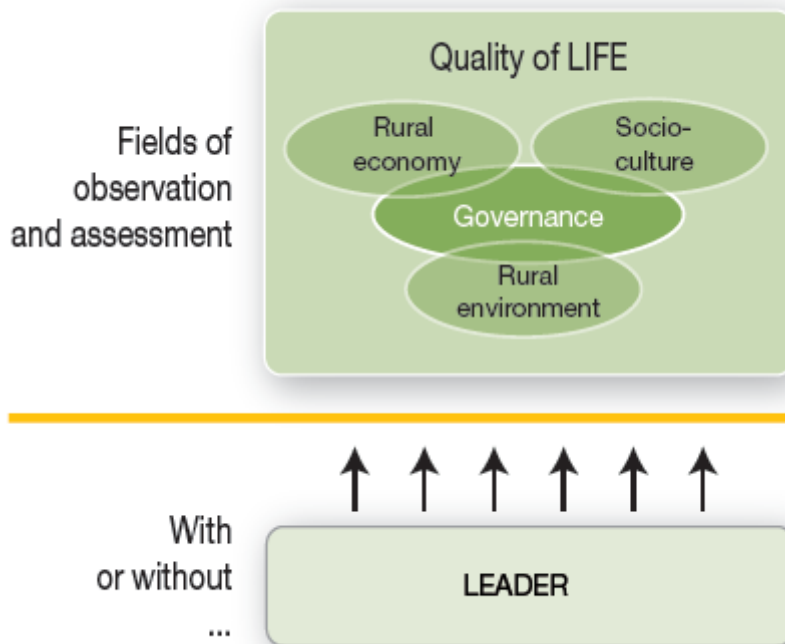 Quality of LIFE
Fields of
observation
and assessment
Rural
economy
Socio-
culture
Governance
Rural
environment
With
or without
...
LEADER